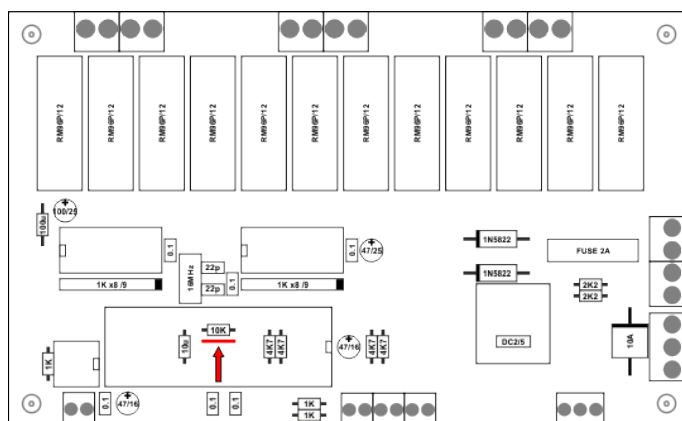 RM96P/12
RM96P/12
RM96P/12
RM96P/12
RM96P/12
RM96P/12
RM96P/12
RM96P/12
RM96P/12
RM96P/12
RM96P/12
RM96P/12
100/25
100u
0.1
47/25
1N5822
FUSE 2A
16MHz
22p
0.1
22p
1N5822
1K x8 /9
1K x8 /9
2K2
2K2
10K
10u
4K7
4K7
47/16
4K7
4K7
DC2/5
10A
1K
0.1
47/16
0.1
0.1
1K
1K